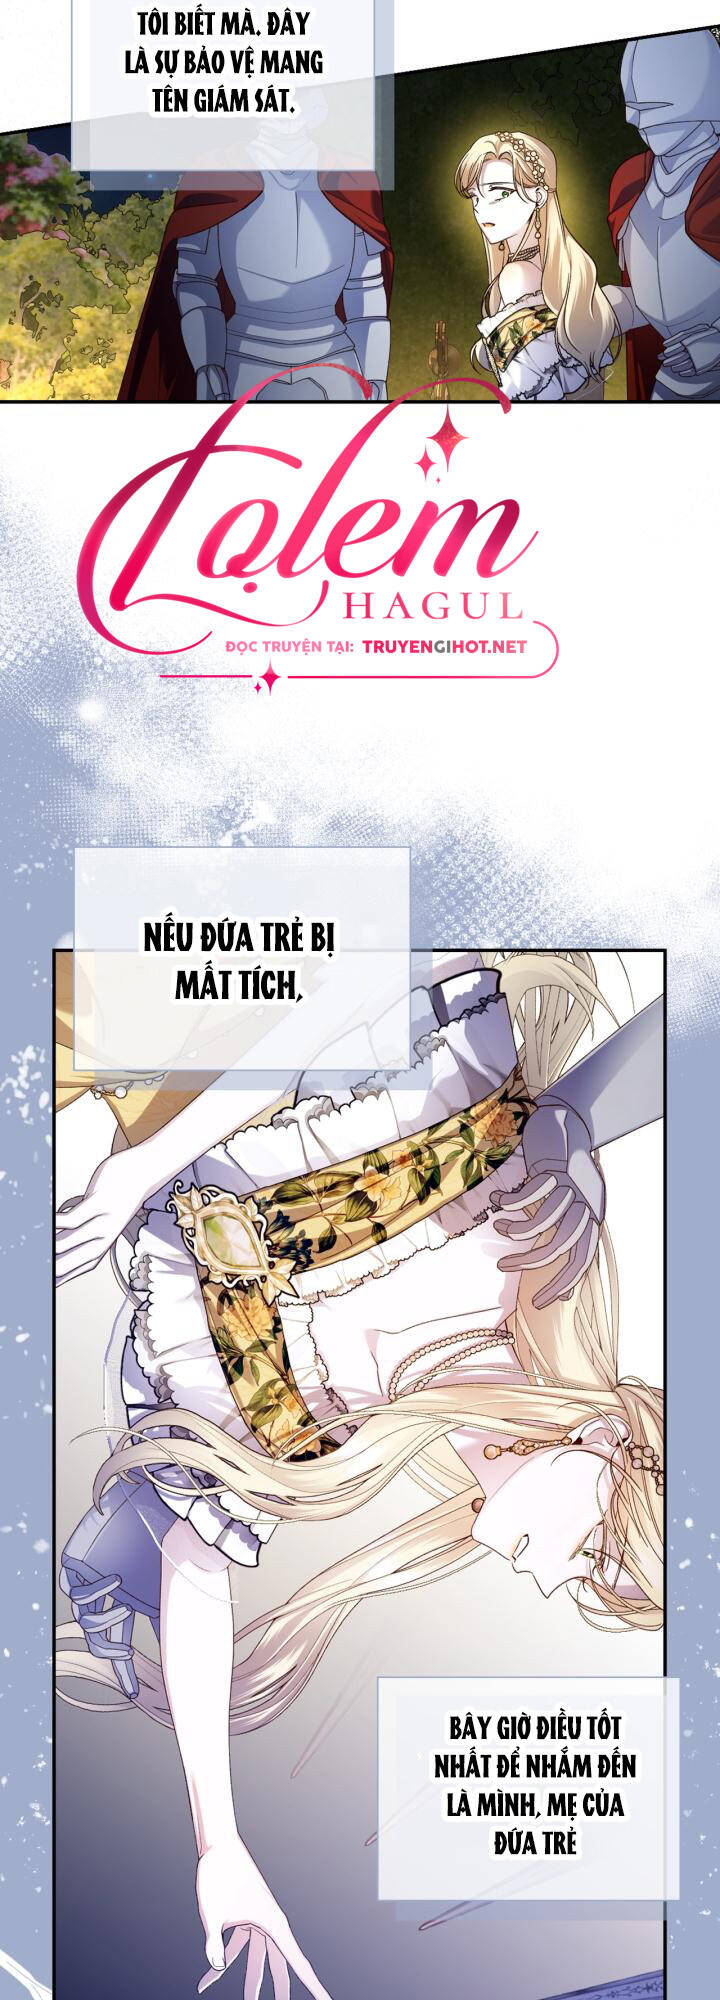 TÔI BIẾT MÀ. ĐÂY
LÀ SỰ BẢO VỆ MANG
TÊN GIÁM SÁT.
Lọlem
HAGUL
ĐỌC TRUYỆN TẠI: TRUYENGIHOT.NET
NẾU ĐỨA TRẺ BỊ
MẤT TÍCH,
BÂY GIỜ ĐIỀU TỐT
NHẤT ĐỂ NHẮM ĐẾN
LÀ MÌNH, MẸ CỦA
ĐỨA TRẺ